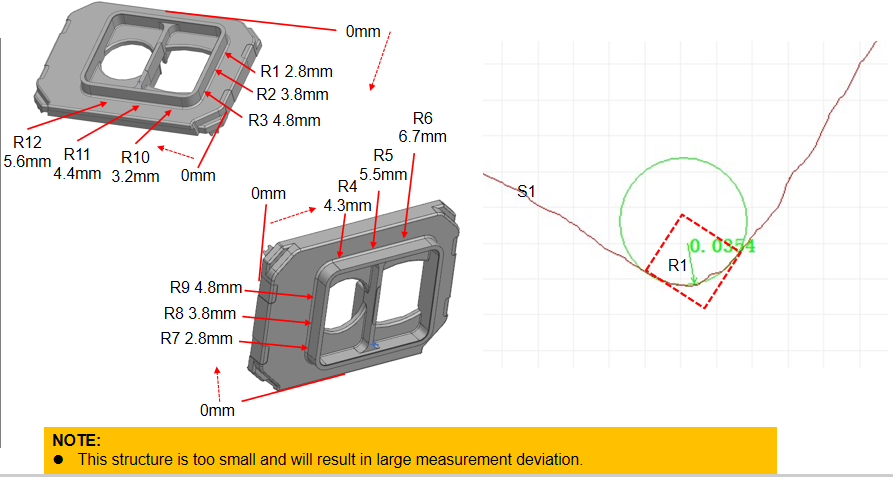 0mm
R1 2.8mm
R2 3.8mm
R3 4.8mm
R12
5.6mm
R11
4.4mm
R10
3.2mm
0mm
R6
6.7mm
R5
5.5mm
R4
4.3mm
0mm
R9 4.8mm
R8 3.8mm
R7 2.8mm
0mm
S1
0.0354
R1
NOTE:
● This structure is too small and will result in large measurement deviation.